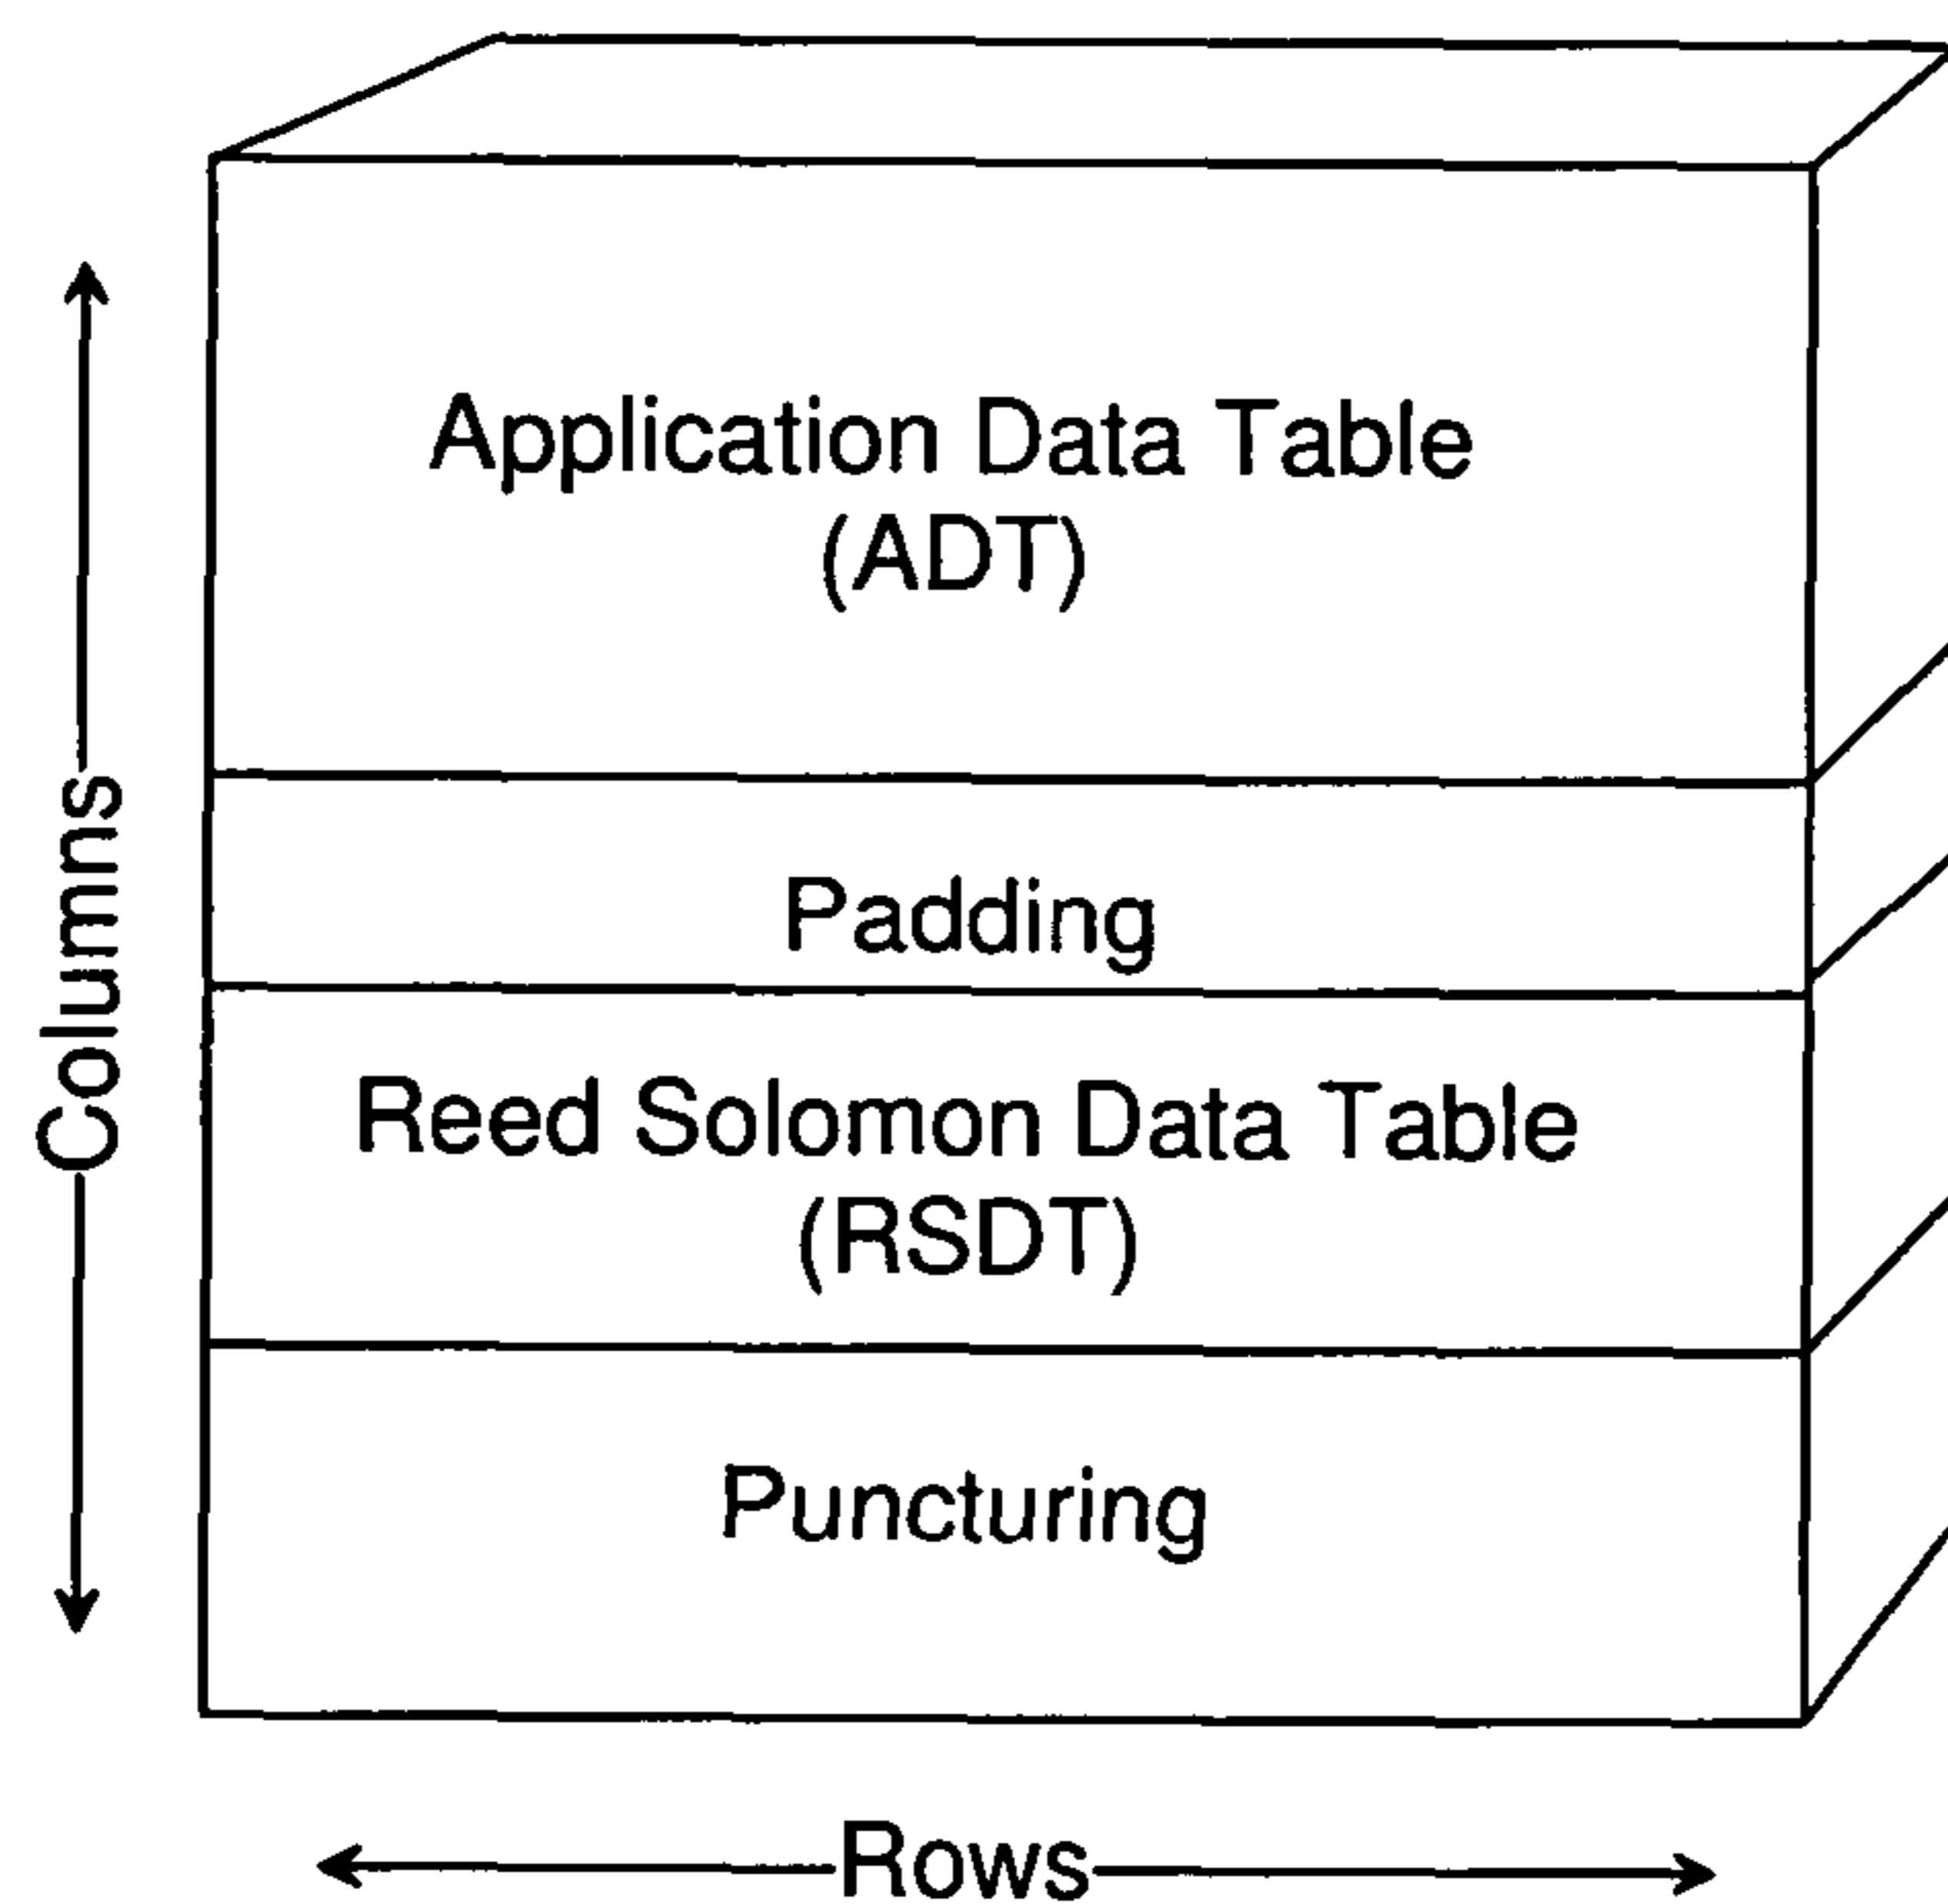 Application Data Table
(ADT)
Padding
Reed Solomon Data Table
(RSDT)
Puncturing
Columns
Rows